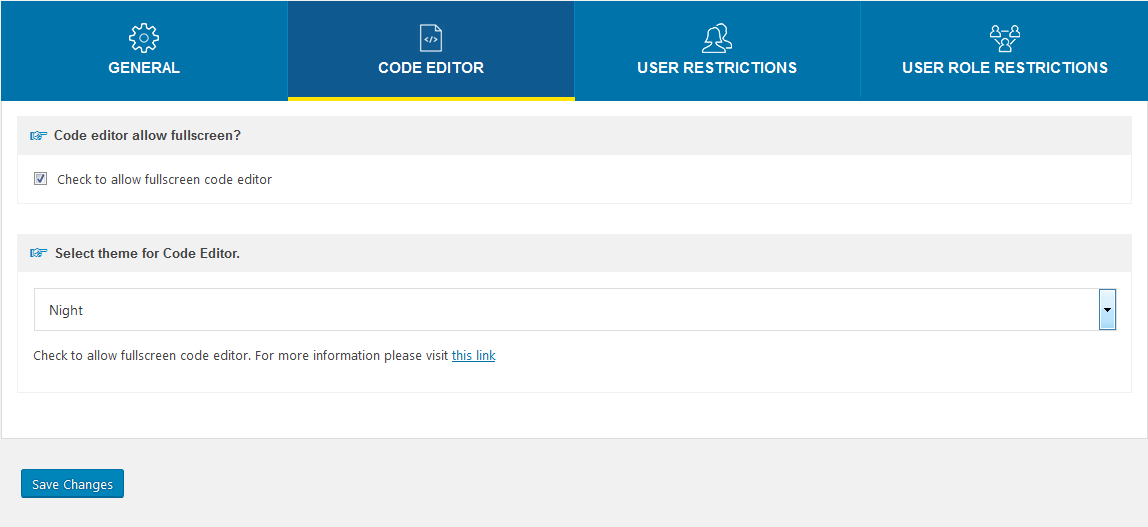 GENERAL
CODE EDITOR
USER RESTRICTIONS
USER ROLE RESTRICTIONS
Code editor allow fullscreen?
Check to allow fullscreen code editor
Select theme for Code Editor.
Night
Check to allow fullscreen code editor. For more information please visit this link
Save Changes